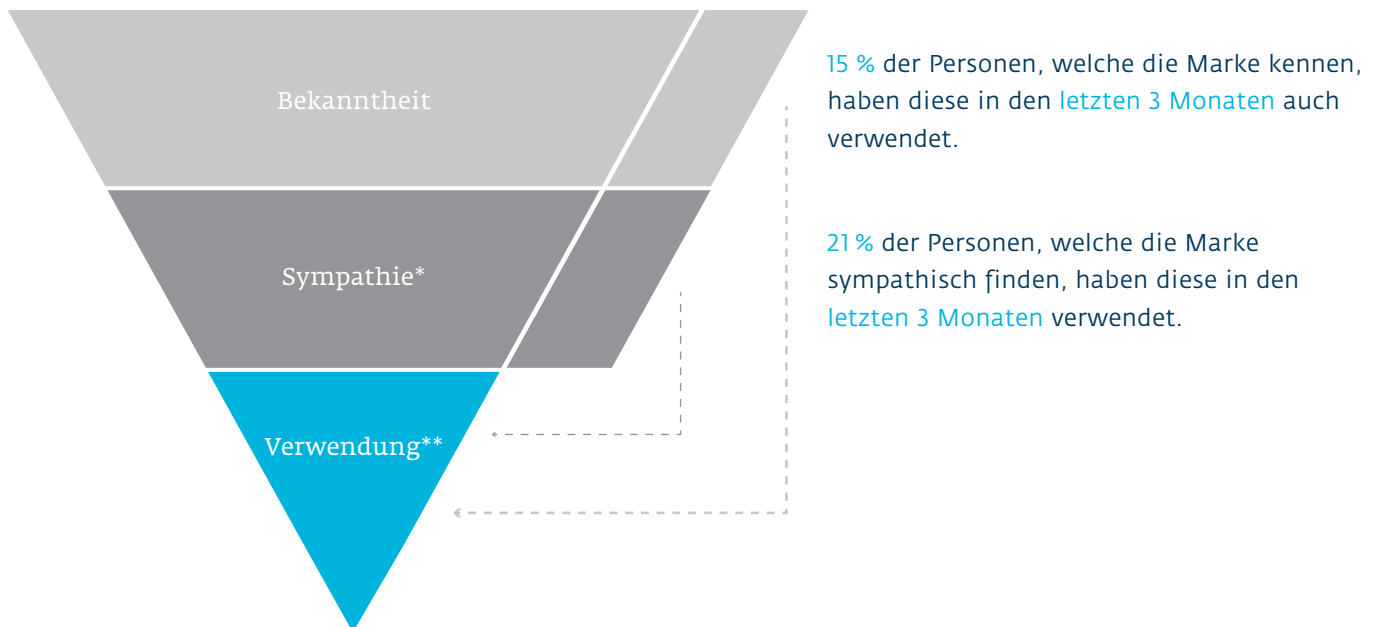 Bekanntheit
Sympathie*
Verwendung**
15 % der Personen, welche die Marke kennen,
haben diese in den letzten 3 Monaten auch
verwendet.
21 % der Personen, welche die Marke
sympathisch finden, haben diese in den
letzten 3 Monaten verwendet.